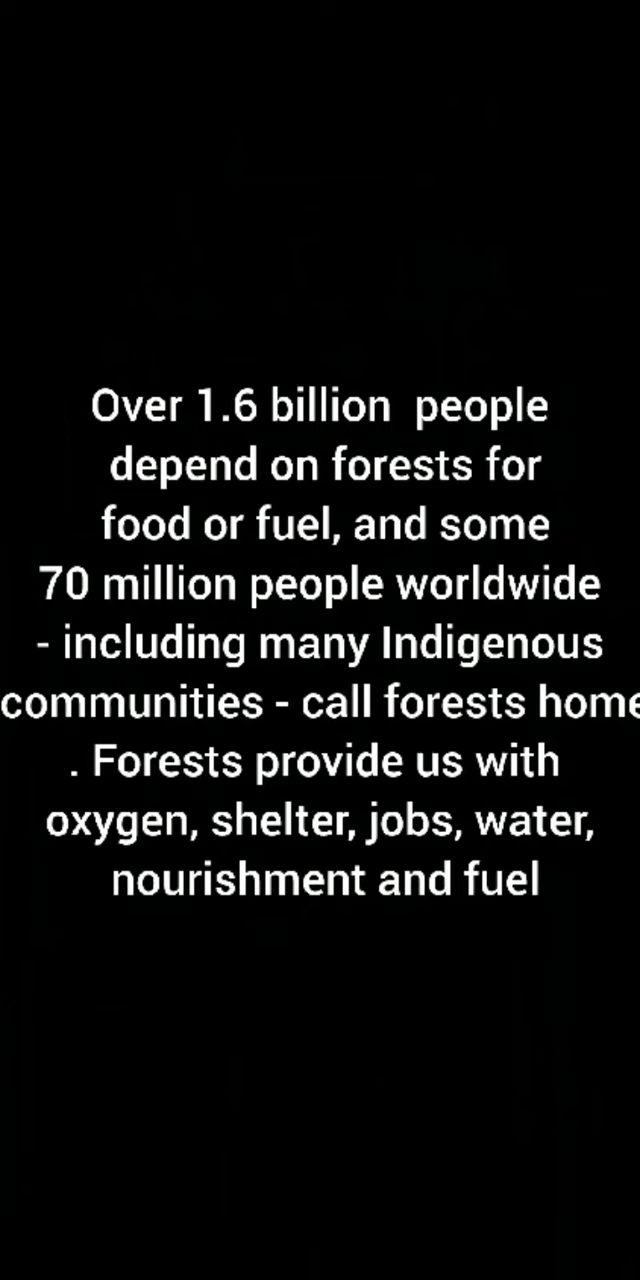 Over 1.6 billion  people
depend on forests for
food or fuel, and some
70 million people worldwide
- including many Indigenous
communities - call forests home
. Forests provide us with
oxygen, shelter, jobs, water,
nourishment and fuel